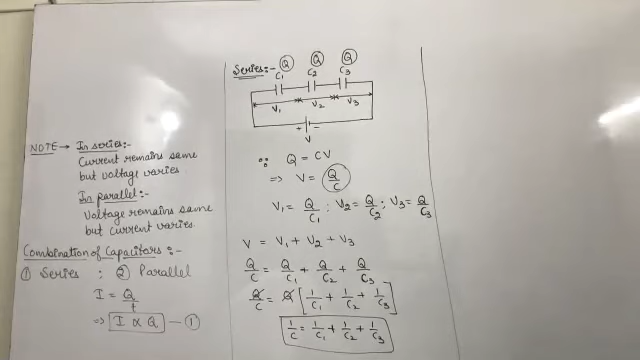 NOTE → In series:-
Current remains same
but voltage varies
In parallel:-
Voltage remains same
but current varies
Combination of Capacitors:-
① Series ; ② Parallel
I = Q/t
⇒ I ∝ Q — ①
Series:- Q Q Q
C₁ C₂ C₃
V₁ V₂ V₃
+ −
V
∵ Q = CV
⇒ V = Q/C
V₁ = Q/C₁ ; V₂ = Q/C₂ ; V₃ = Q/C₃
V = V₁ + V₂ + V₃
Q/C = Q/C₁ + Q/C₂ + Q/C₃
Q/C = Q [1/C₁ + 1/C₂ + 1/C₃]
1/C = 1/C₁ + 1/C₂ + 1/C₃